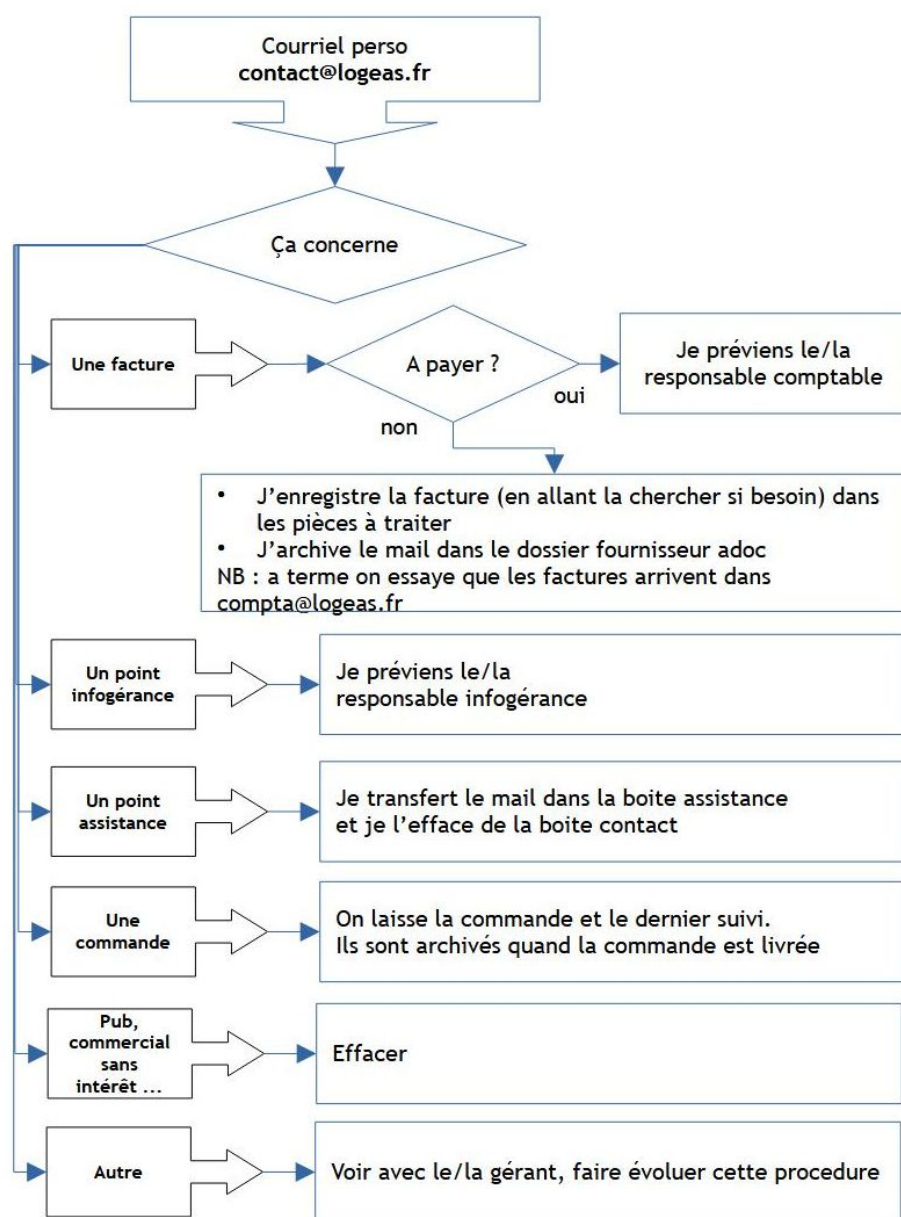 Courriel perso
contact@logeas.fr
Ça concerne
Une facture
A payer ?
oui
non
Je préviens le/la
responsable comptable
• J’enregistre la facture (en allant la chercher si besoin) dans
les pièces à traiter
• J’archive le mail dans le dossier fournisseur adoc
NB : a terme on essaye que les factures arrivent dans
compta@logeas.fr
Un point
infogérance
Je préviens le/la
responsable infogérance
Un point
assistance
Je transfert le mail dans la boite assistance
et je l’efface de la boite contact
Une
commande
On laisse la commande et le dernier suivi.
Ils sont archivés quand la commande est livrée
Pub,
commercial
sans
intérêt ...
Effacer
Autre
Voir avec le/la gérant, faire évoluer cette procedure